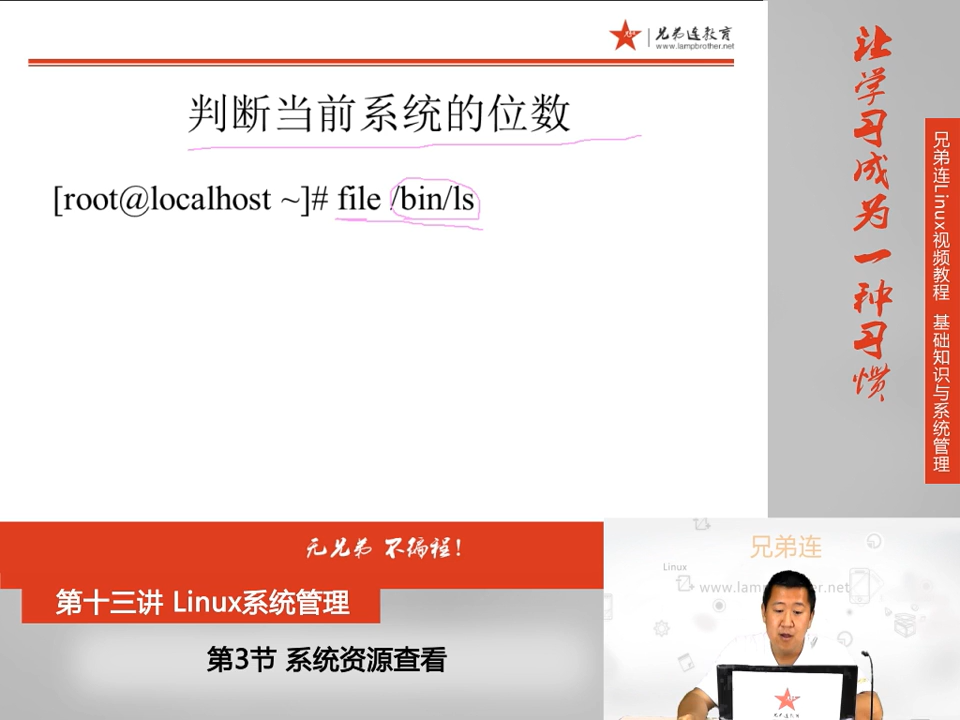 兄弟连教育
www.lampbrother.net
判断当前系统的位数
[root@localhost ~]# file /bin/ls
让学习成为一种习惯
兄弟连Linux视频教程 基础知识与系统管理
无兄弟 不编程!
第十三讲 Linux系统管理
第3节 系统资源查看
兄弟连
Linux